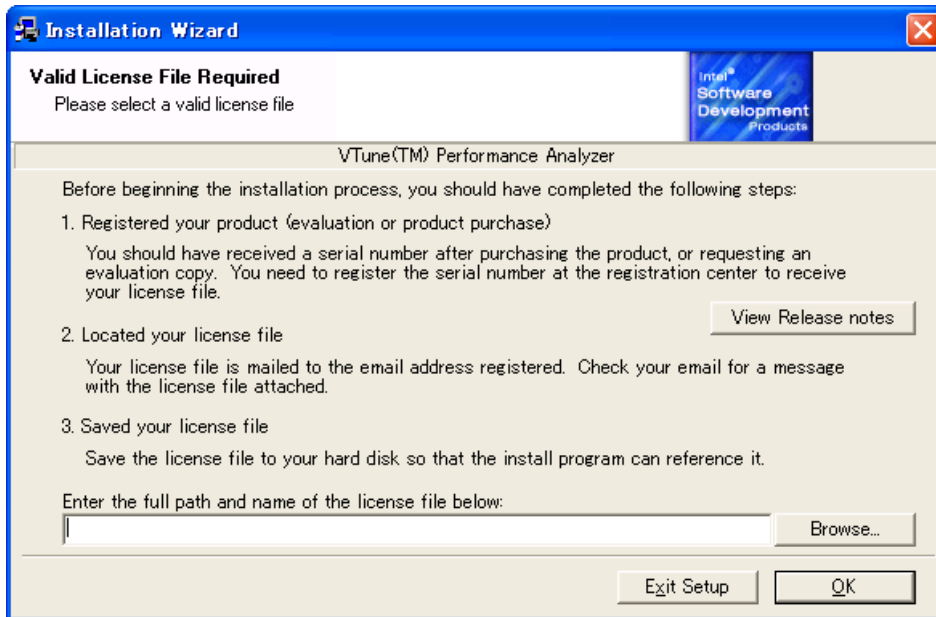 Installation Wizard
Valid License File Required
Please select a valid license file
Intel®
Software
Development
Products
VTune(TM) Performance Analyzer
Before beginning the installation process, you should have completed the following steps:
1. Registered your product (evaluation or product purchase)
You should have received a serial number after purchasing the product, or requesting an
evaluation copy.  You need to register the serial number at the registration center to receive
your license file.
View Release notes
2. Located your license file
Your license file is mailed to the email address registered.  Check your email for a message
with the license file attached.
3. Saved your license file
Save the license file to your hard disk so that the install program can reference it.
Enter the full path and name of the license file below:
Browse...
Exit Setup
OK